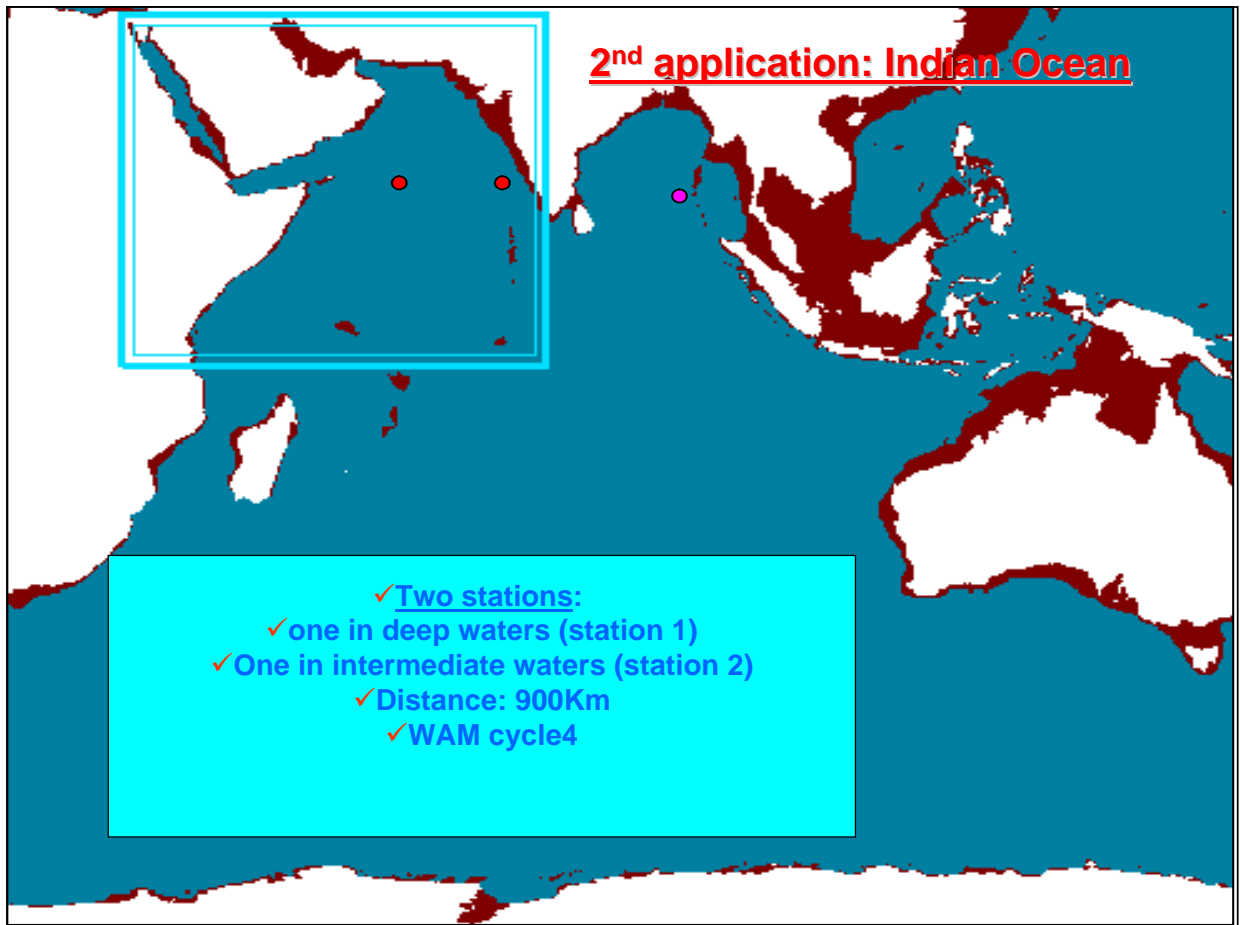 2nd application: Indian Ocean
✓Two stations:
✓one in deep waters (station 1)
✓One in intermediate waters (station 2)
✓Distance: 900Km
✓WAM cycle4